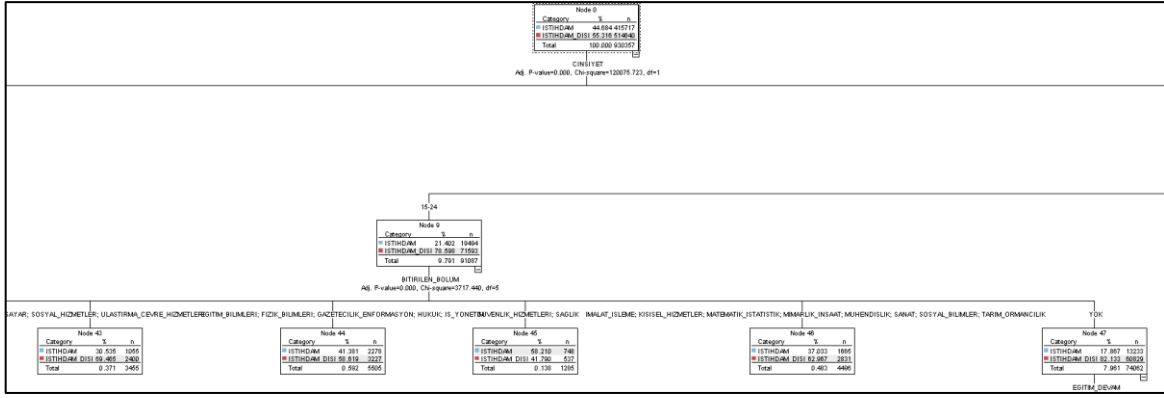 Node 0
Category % n
ISTIHDAM 44.684 415717
ISTIHDAM_DISI 55.316 514640
Total 100.000 930357
CINSIYET
Adj. P-value=0.000, Chi-square=120875.723, df=1
15-24
Node 9
Category % n
ISTIHDAM 21.402 19494
ISTIHDAM_DISI 78.598 71593
Total 9.791 91087
BITIRILEN_BOLUM
Adj. P-value=0.000, Chi-square=3717.440, df=5
SAYAR; SOSYAL_HIZMETLER; ULASTIRMA_CEVRE_HIZMETLERI
EGITIM_BILIMLERI; FIZIK_BILIMLERI; GAZETECILIK_ENFORMASYON; HUKUK; IS_YONETIM
GUVENLIK_HIZMETLERI; SAGLIK
IMALAT_ISLEME; KISISEL_HIZMETLER; MATEMATIK_ISTATISTIK; MIMARLIK_INSAAT; MUHENDISLIK; SANAT; SOSYAL_BILIMLER; TARIM_ORMANCILIK
YOK
Node 43
Category % n
ISTIHDAM 30.535 1055
ISTIHDAM_DISI 69.465 2400
Total 0.371 3455
Node 44
Category % n
ISTIHDAM 41.381 2278
ISTIHDAM_DISI 58.619 3227
Total 0.592 5505
Node 45
Category % n
ISTIHDAM 58.210 748
ISTIHDAM_DISI 41.790 537
Total 0.138 1285
Node 46
Category % n
ISTIHDAM 37.033 1665
ISTIHDAM_DISI 62.967 2831
Total 0.483 4496
Node 47
Category % n
ISTIHDAM 17.867 13233
ISTIHDAM_DISI 82.133 60829
Total 7.961 74062
EGITIM_DEVAM